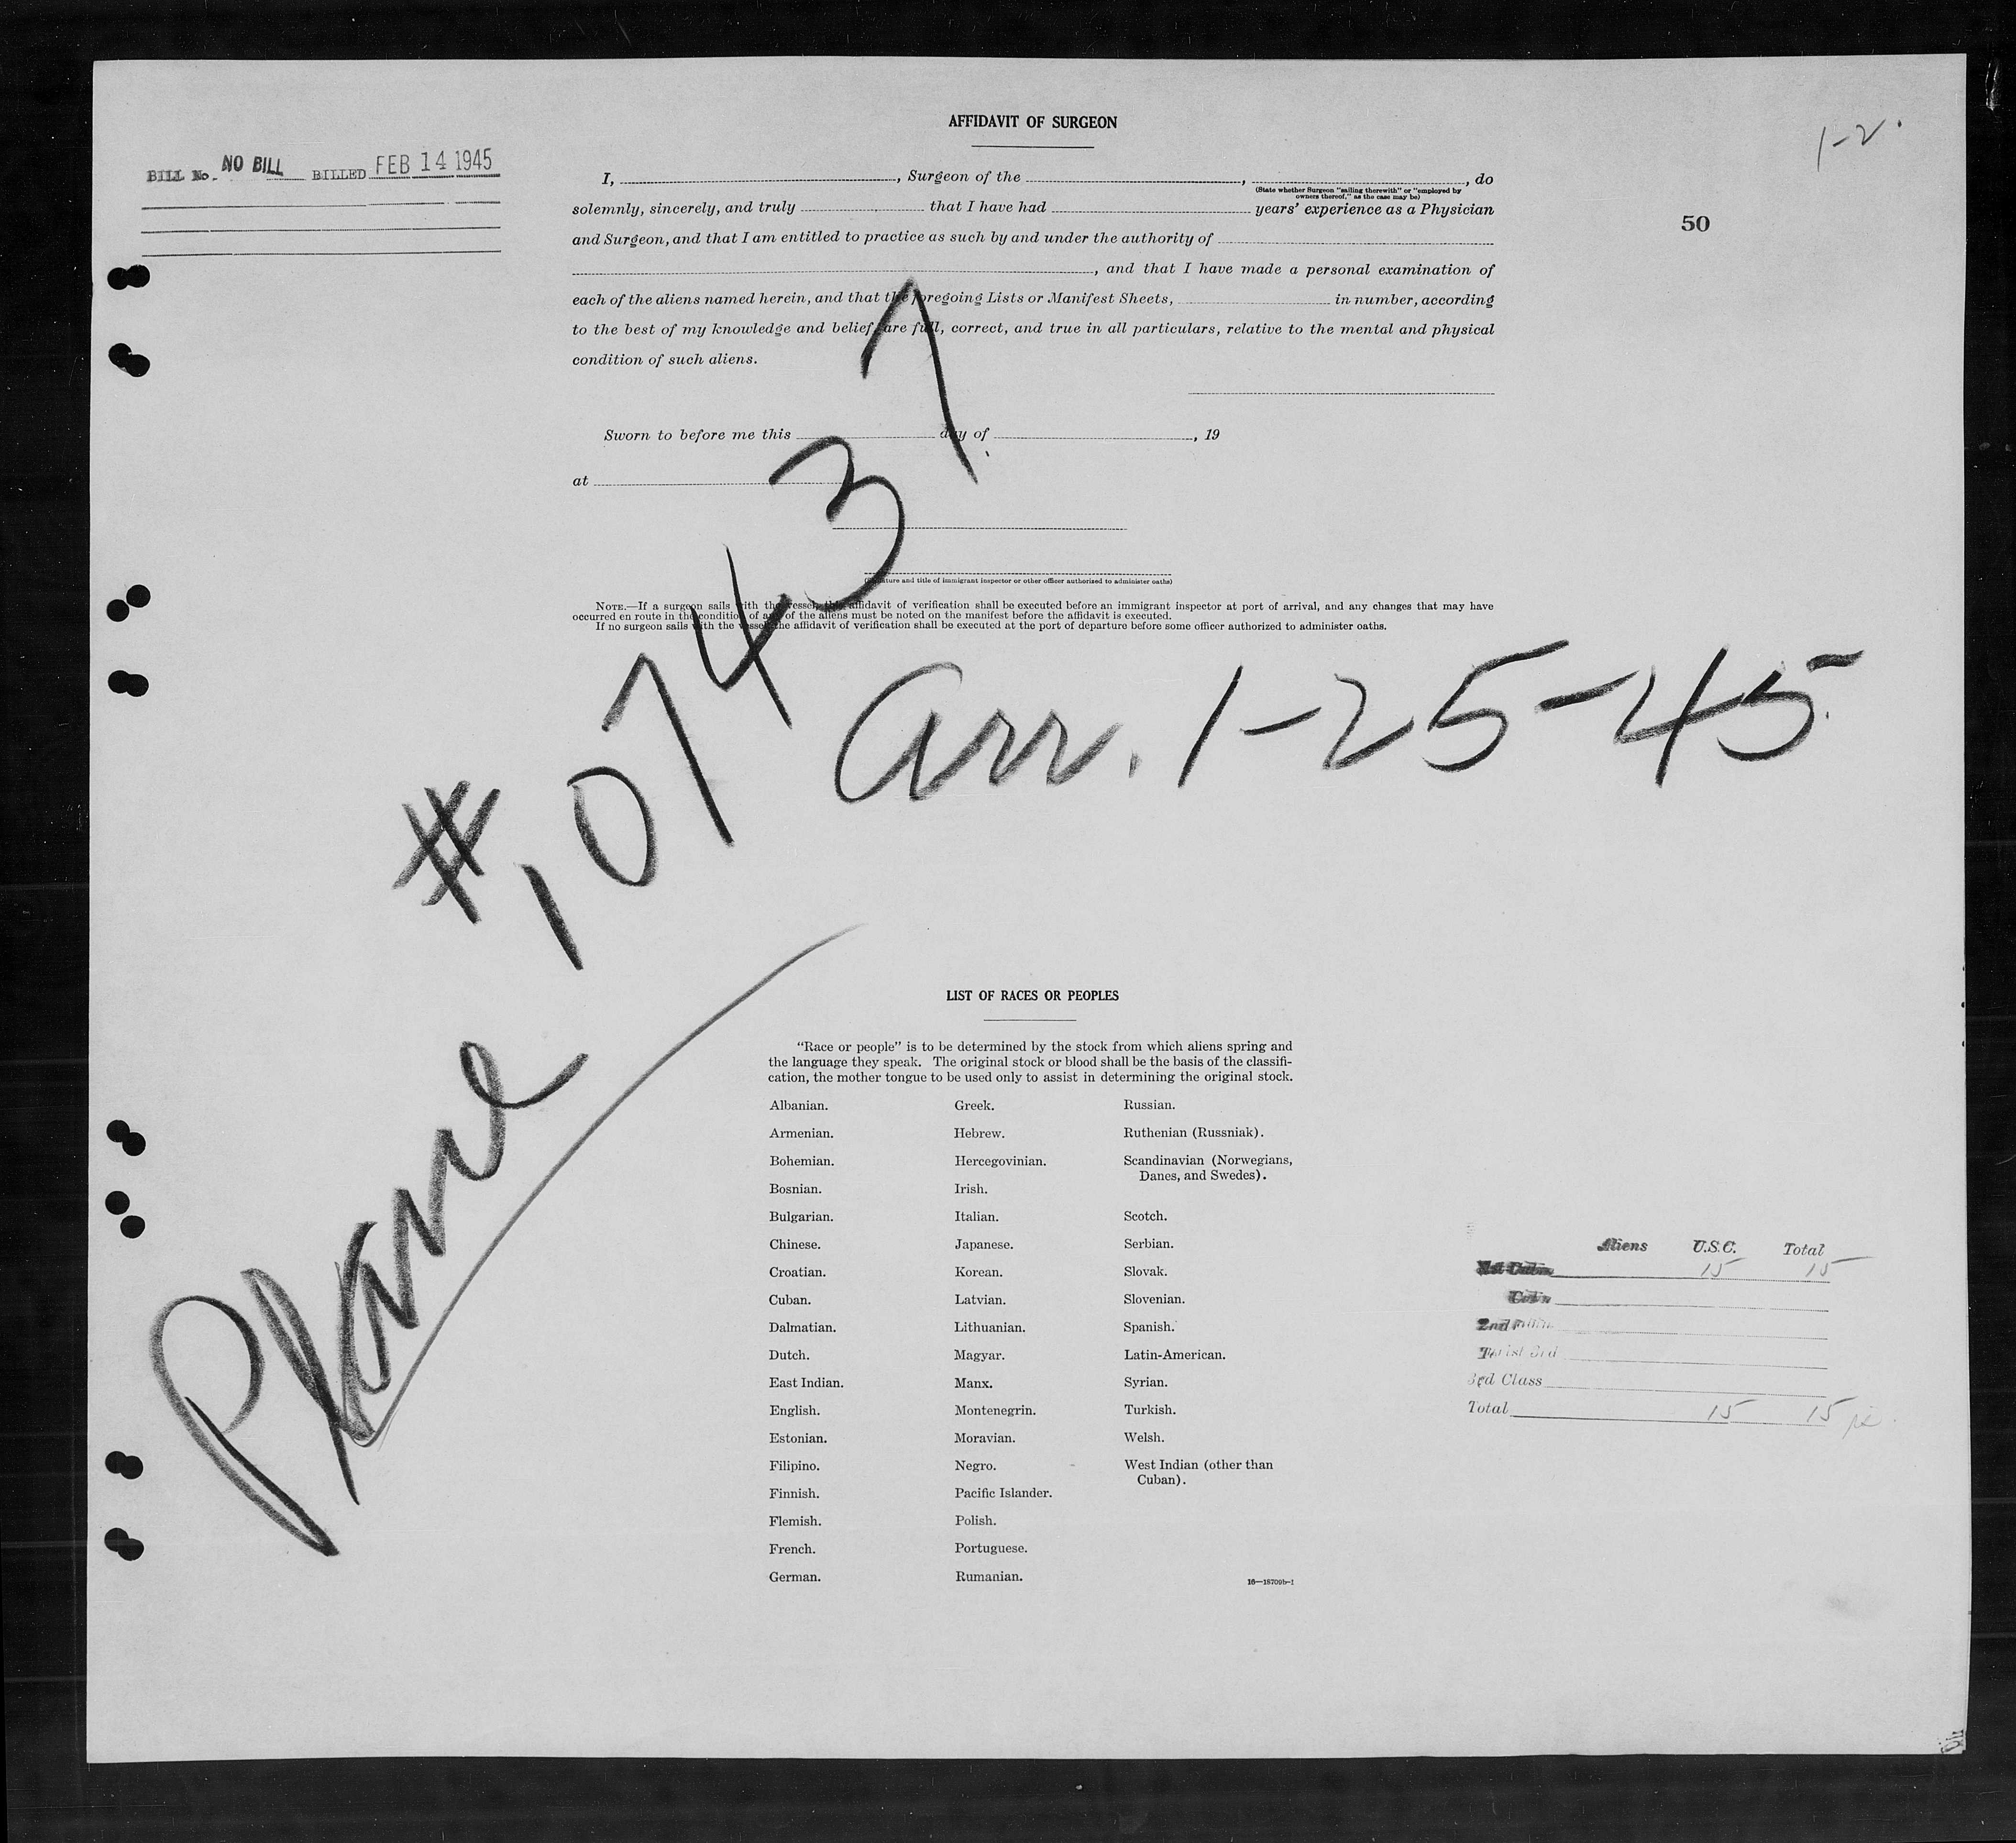 AFFIDAVIT OF SURGEON
1-2
BILL No. NO BILL BILLED FEB 14 1945
50
I, , Surgeon of the , , do
(State whether Surgeon "sailing therewith" or "employed by
owners thereof," as the case may be)
solemnly, sincerely, and truly that I have had years' experience as a Physician
and Surgeon, and that I am entitled to practice as such by and under the authority of
, and that I have made a personal examination of
each of the aliens named herein, and that the foregoing Lists or Manifest Sheets, in number, according
to the best of my knowledge and belief, are full, correct, and true in all particulars, relative to the mental and physical
condition of such aliens.
Sworn to before me this day of , 19
at
(Signature and title of immigrant inspector or other officer authorized to administer oaths)
NOTE.—If a surgeon sails with the vessel, this affidavit of verification shall be executed before an immigrant inspector at port of arrival, and any changes that may have
occurred en route in the condition of any of the aliens must be noted on the manifest before the affidavit is executed.
If no surgeon sails with the vessel, the affidavit of verification shall be executed at the port of departure before some officer authorized to administer oaths.
Plane #107437
arr. 1-25-45
LIST OF RACES OR PEOPLES
"Race or people" is to be determined by the stock from which aliens spring and
the language they speak. The original stock or blood shall be the basis of the classifi-
cation, the mother tongue to be used only to assist in determining the original stock.
Albanian.
Armenian.
Bohemian.
Bosnian.
Bulgarian.
Chinese.
Croatian.
Cuban.
Dalmatian.
Dutch.
East Indian.
English.
Estonian.
Filipino.
Finnish.
Flemish.
French.
German.
Greek.
Hebrew.
Hercegovinian.
Irish.
Italian.
Japanese.
Korean.
Latvian.
Lithuanian.
Magyar.
Manx.
Montenegrin.
Moravian.
Negro.
Pacific Islander.
Polish.
Portuguese.
Rumanian.
Russian.
Ruthenian (Russniak).
Scandinavian (Norwegians,
Danes, and Swedes).
Scotch.
Serbian.
Slovak.
Slovenian.
Spanish.
Latin-American.
Syrian.
Turkish.
Welsh.
West Indian (other than
Cuban).
16—18709b-1
Aliens U.S.C. Total
1st Cabin 15 15
2nd
3rd
3rd Class
Total 15 15